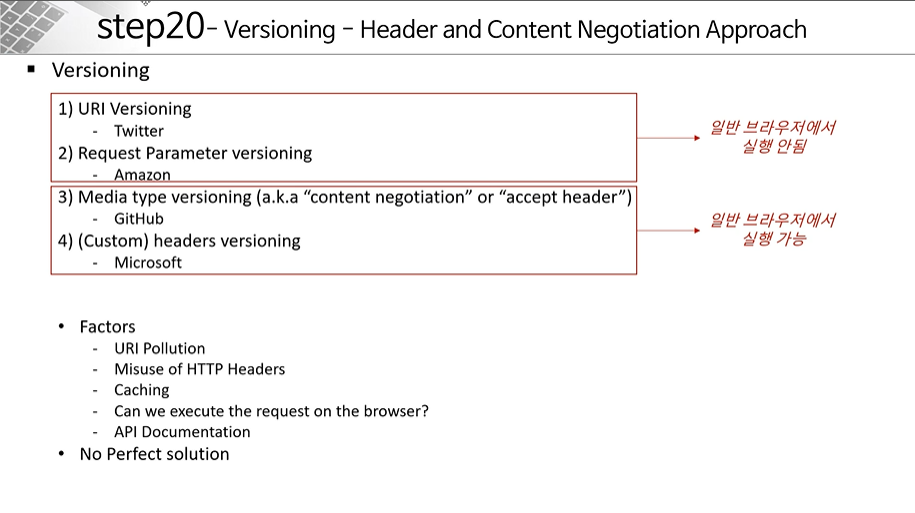 step20– Versioning – Header and Content Negotiation Approach
▪ Versioning
1) URI Versioning
- Twitter
2) Request Parameter versioning
- Amazon
일반 브라우저에서
실행 안됨
3) Media type versioning (a.k.a “content negotiation” or “accept header”)
- GitHub
4) (Custom) headers versioning
- Microsoft
일반 브라우저에서
실행 가능
• Factors
- URI Pollution
- Misuse of HTTP Headers
- Caching
- Can we execute the request on the browser?
- API Documentation
• No Perfect solution